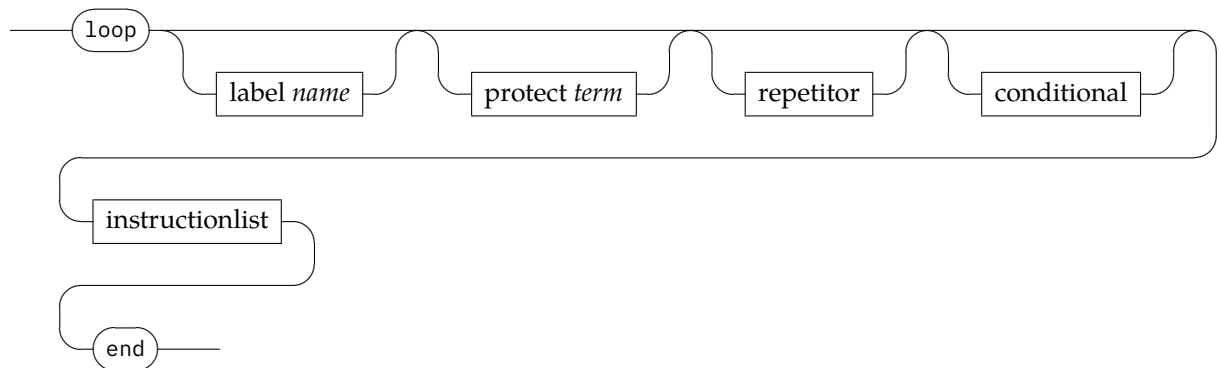 loop
label name protect term repetitor conditional
instructionlist
end